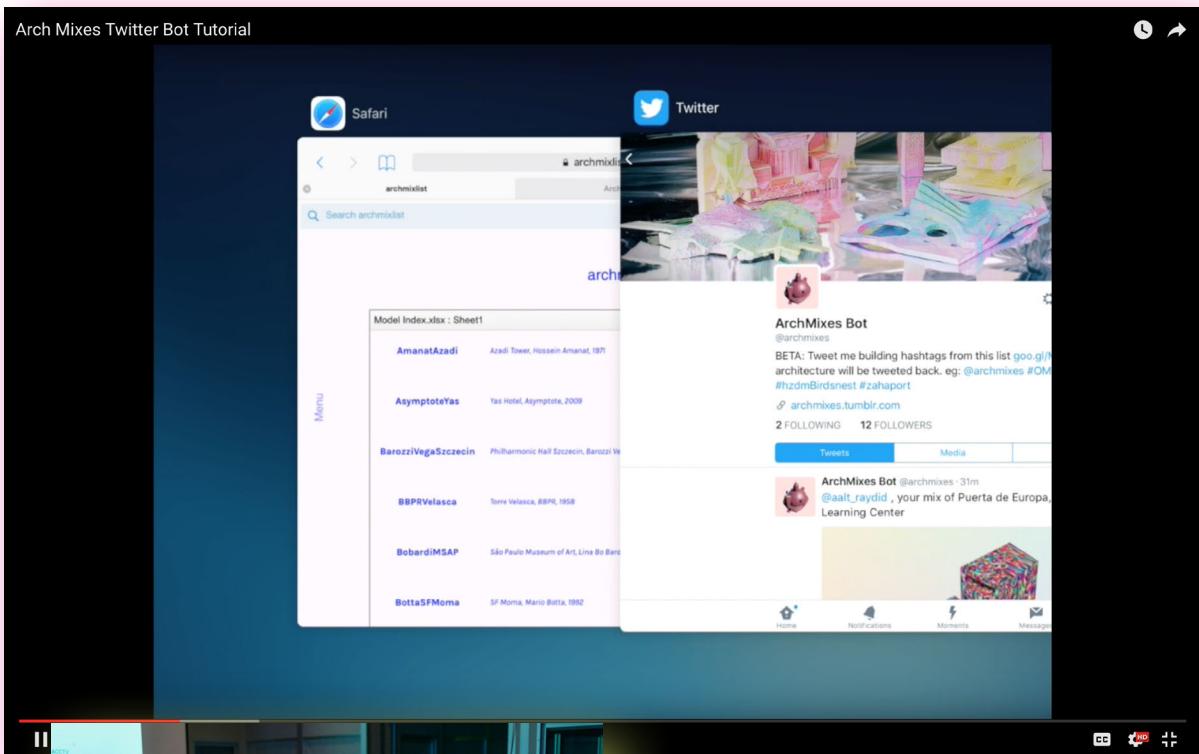 Arch Mixes Twitter Bot Tutorial
Safari
archmixlis
archmixlist
Arch
Search archmixlist
archm
Menu
Model Index.xlsx : Sheet1
AmanatAzadi Azadi Tower, Hossein Amanat, 1971
AsymptoteYas Yas Hotel, Asymptote, 2009
BarozziVegaSzczecin Philharmonic Hall Szczecin, Barozzi Ve
BBPRVelasca Torre Velasca, BBPR, 1958
BobardiMSAP São Paulo Museum of Art, Lina Bo Bard
BottaSFMoma SF Moma, Mario Botta, 1992
Twitter
ArchMixes Bot
@archmixes
BETA: Tweet me building hashtags from this list goo.gl/M
architecture will be tweeted back. eg: @archmixes #OM
#hzdmBirdsnest #zahaport
archmixes.tumblr.com
2 FOLLOWING 12 FOLLOWERS
Tweets Media
ArchMixes Bot @archmixes · 31m
@aalt_raydid , your mix of Puerta de Europa,
Learning Center
Home Notifications Moments Messages
CC HD